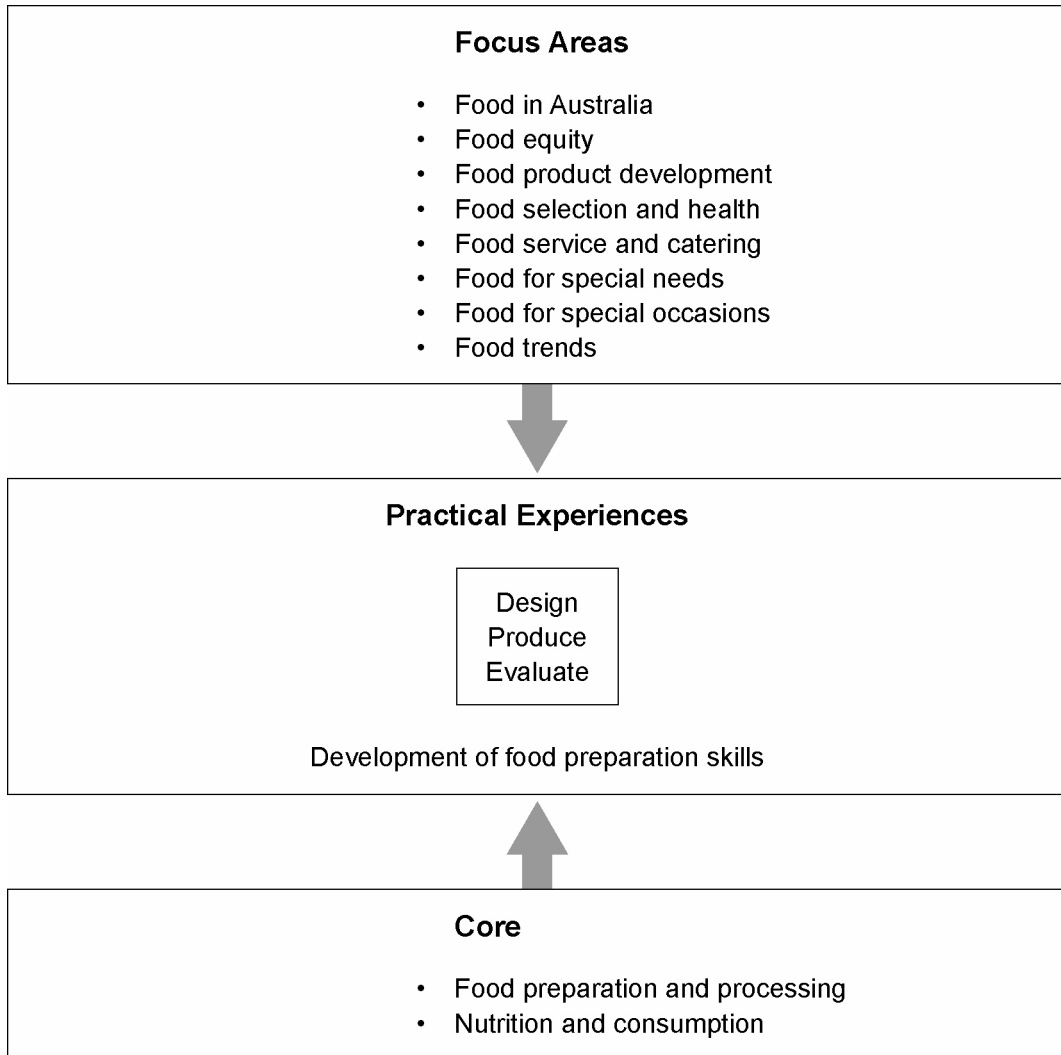 Focus Areas
• Food in Australia
• Food equity
• Food product development
• Food selection and health
• Food service and catering
• Food for special needs
• Food for special occasions
• Food trends
Practical Experiences
Design
Produce
Evaluate
Development of food preparation skills
Core
• Food preparation and processing
• Nutrition and consumption